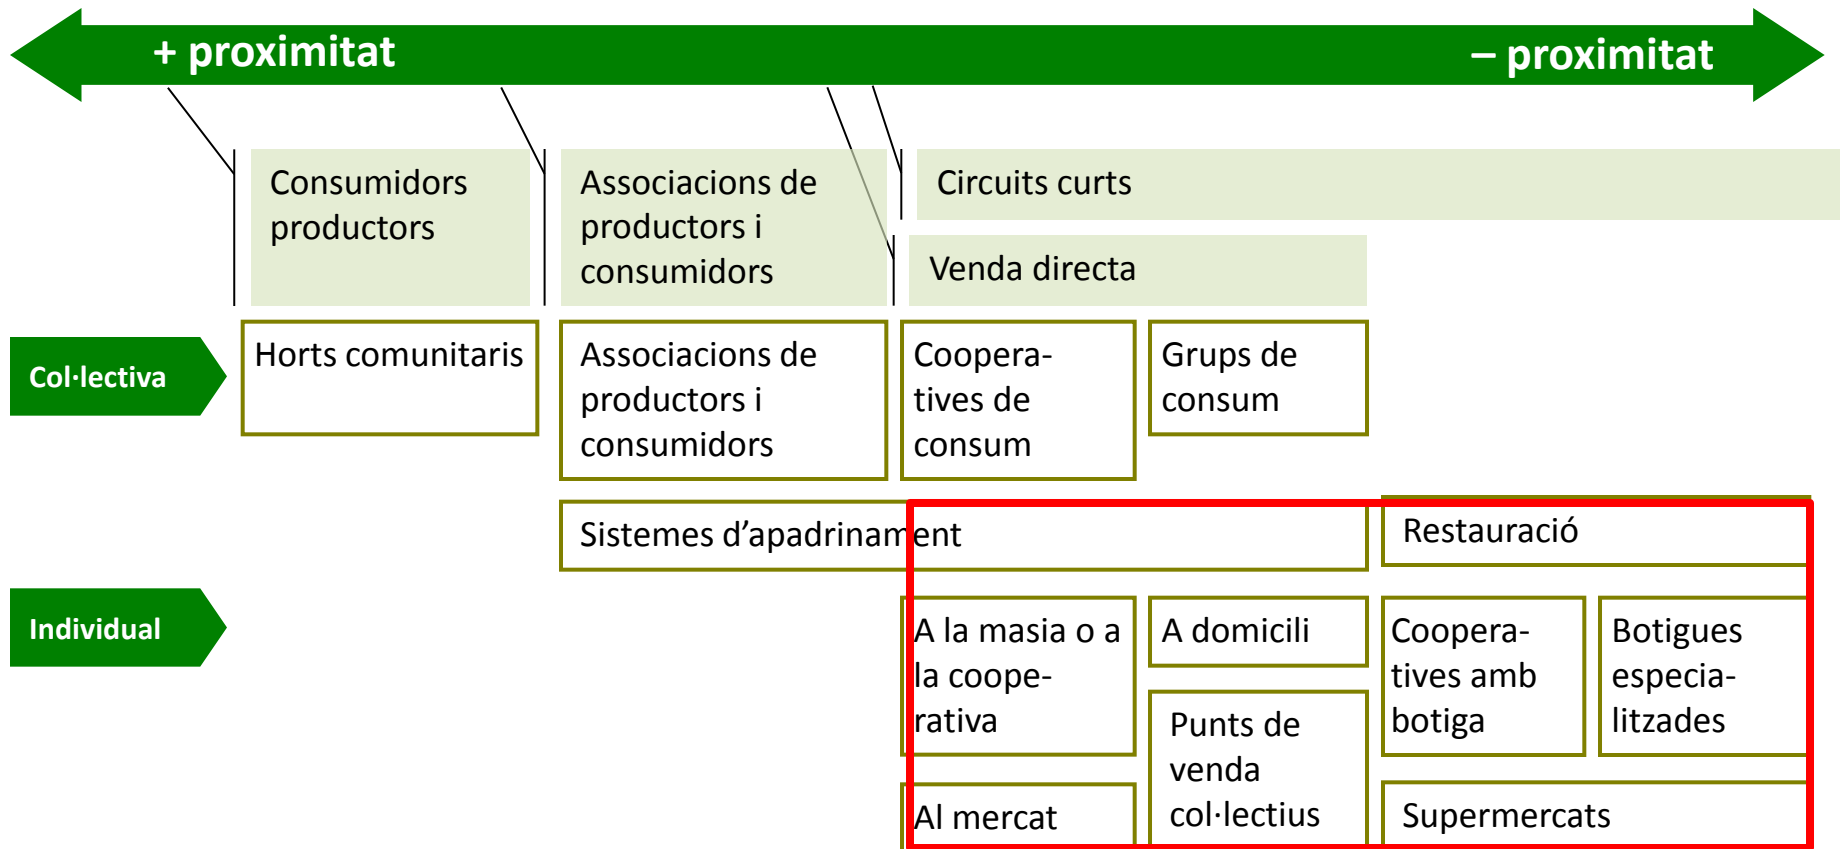 + proximitat
– proximitat
Consumidors
productors
Associacions de
productors i
consumidors
Circuits curts
Venda directa
Col·lectiva
Horts comunitaris
Associacions de
productors i
consumidors
Coopera-
tives de
consum
Grups de
consum
Sistemes d’apadrinament
Restauració
Individual
A la masia o a
la coope-
rativa
A domicili
Coopera-
tives amb
botiga
Botigues
especia-
litzades
Punts de
venda
col·lectius
Al mercat
Supermercats